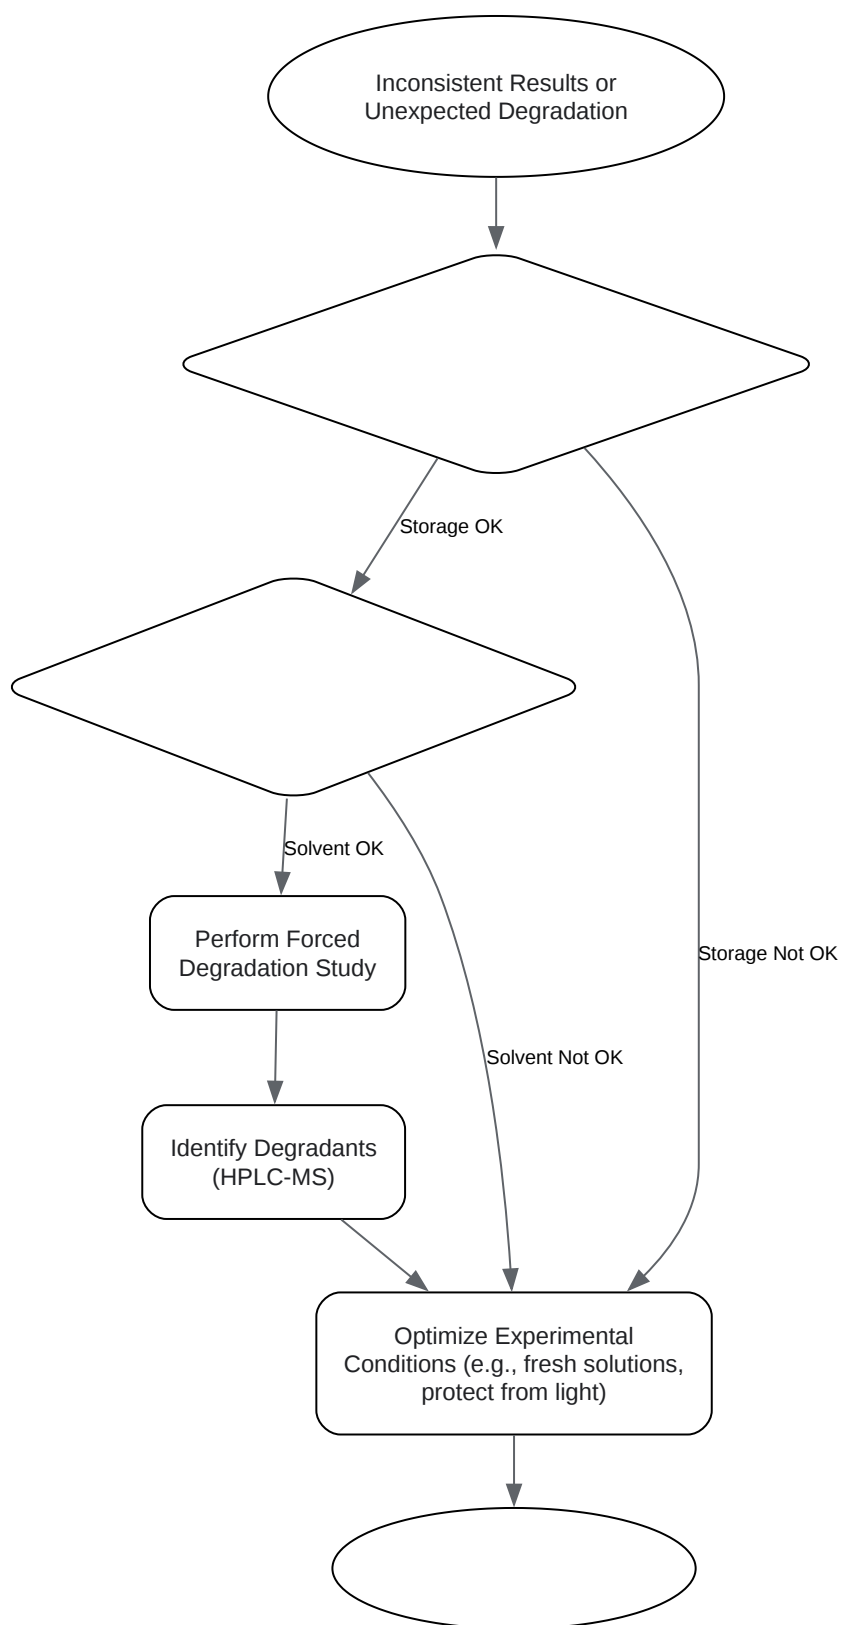 Inconsistent Results or
Unexpected Degradation
Storage OK
Solvent OK
Perform Forced
Degradation Study
Storage Not OK
Solvent Not OK
Identify Degradants
(HPLC-MS)
Optimize Experimental
Conditions (e.g., fresh solutions,
protect from light)